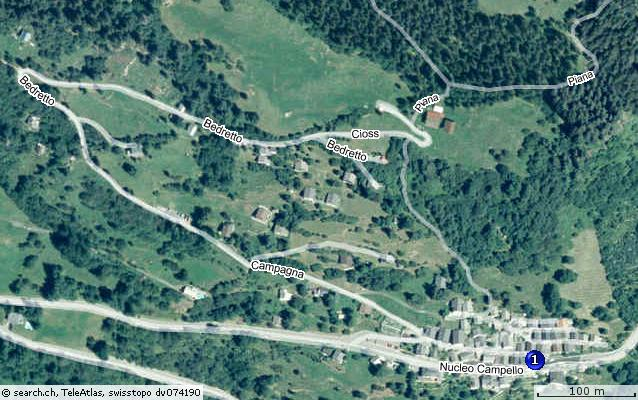 Piana
Piana
Bedretto
Bedretto
Cioss
Bedretto
Campagna
Nucleo Campello
1
© search.ch, TeleAtlas, swisstopo dv074190
100 m